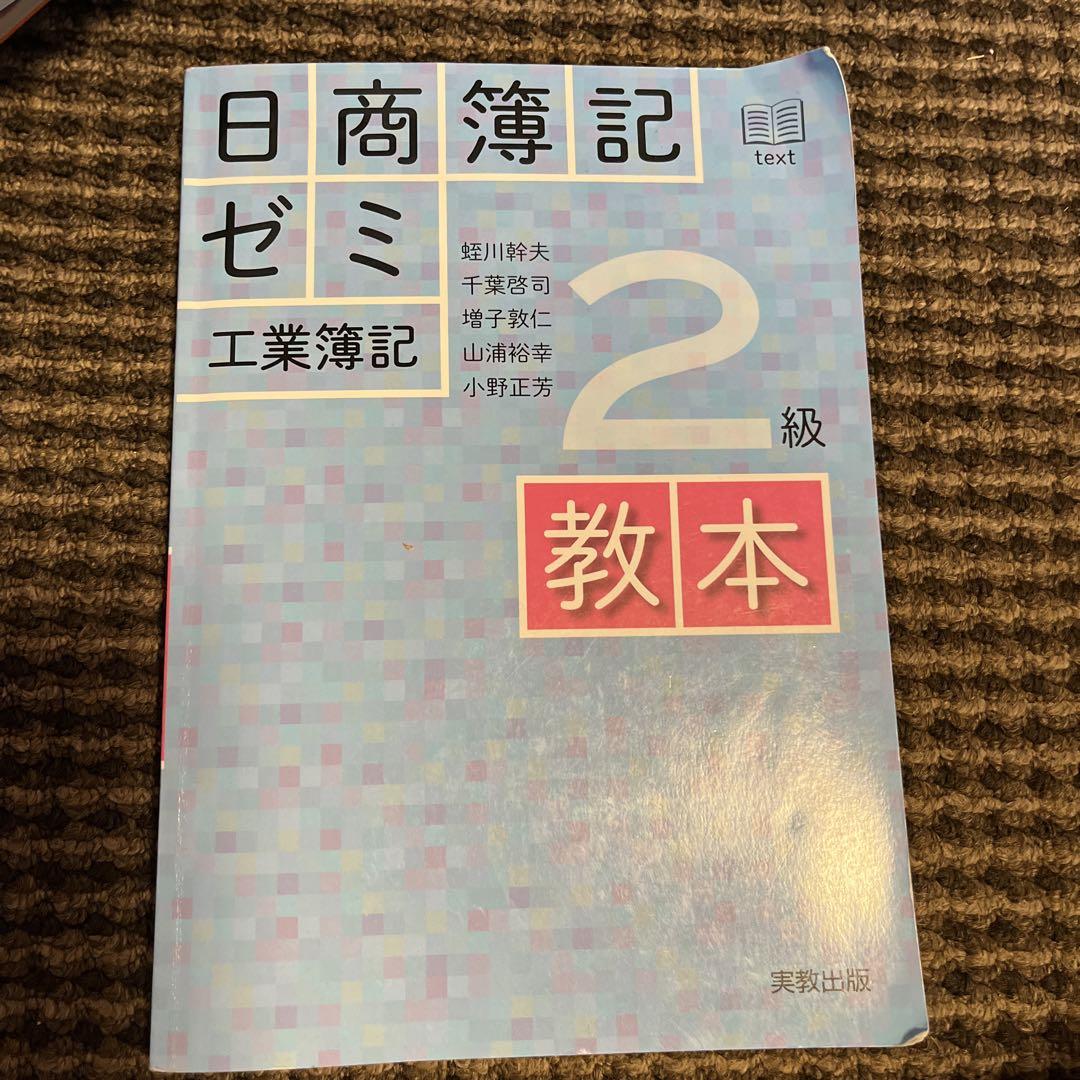 日商簿記
text
ゼミ
工業簿記
蛭川幹夫
千葉啓司
増子敦仁
山浦裕幸
小野正芳
2級
教本
実教出版